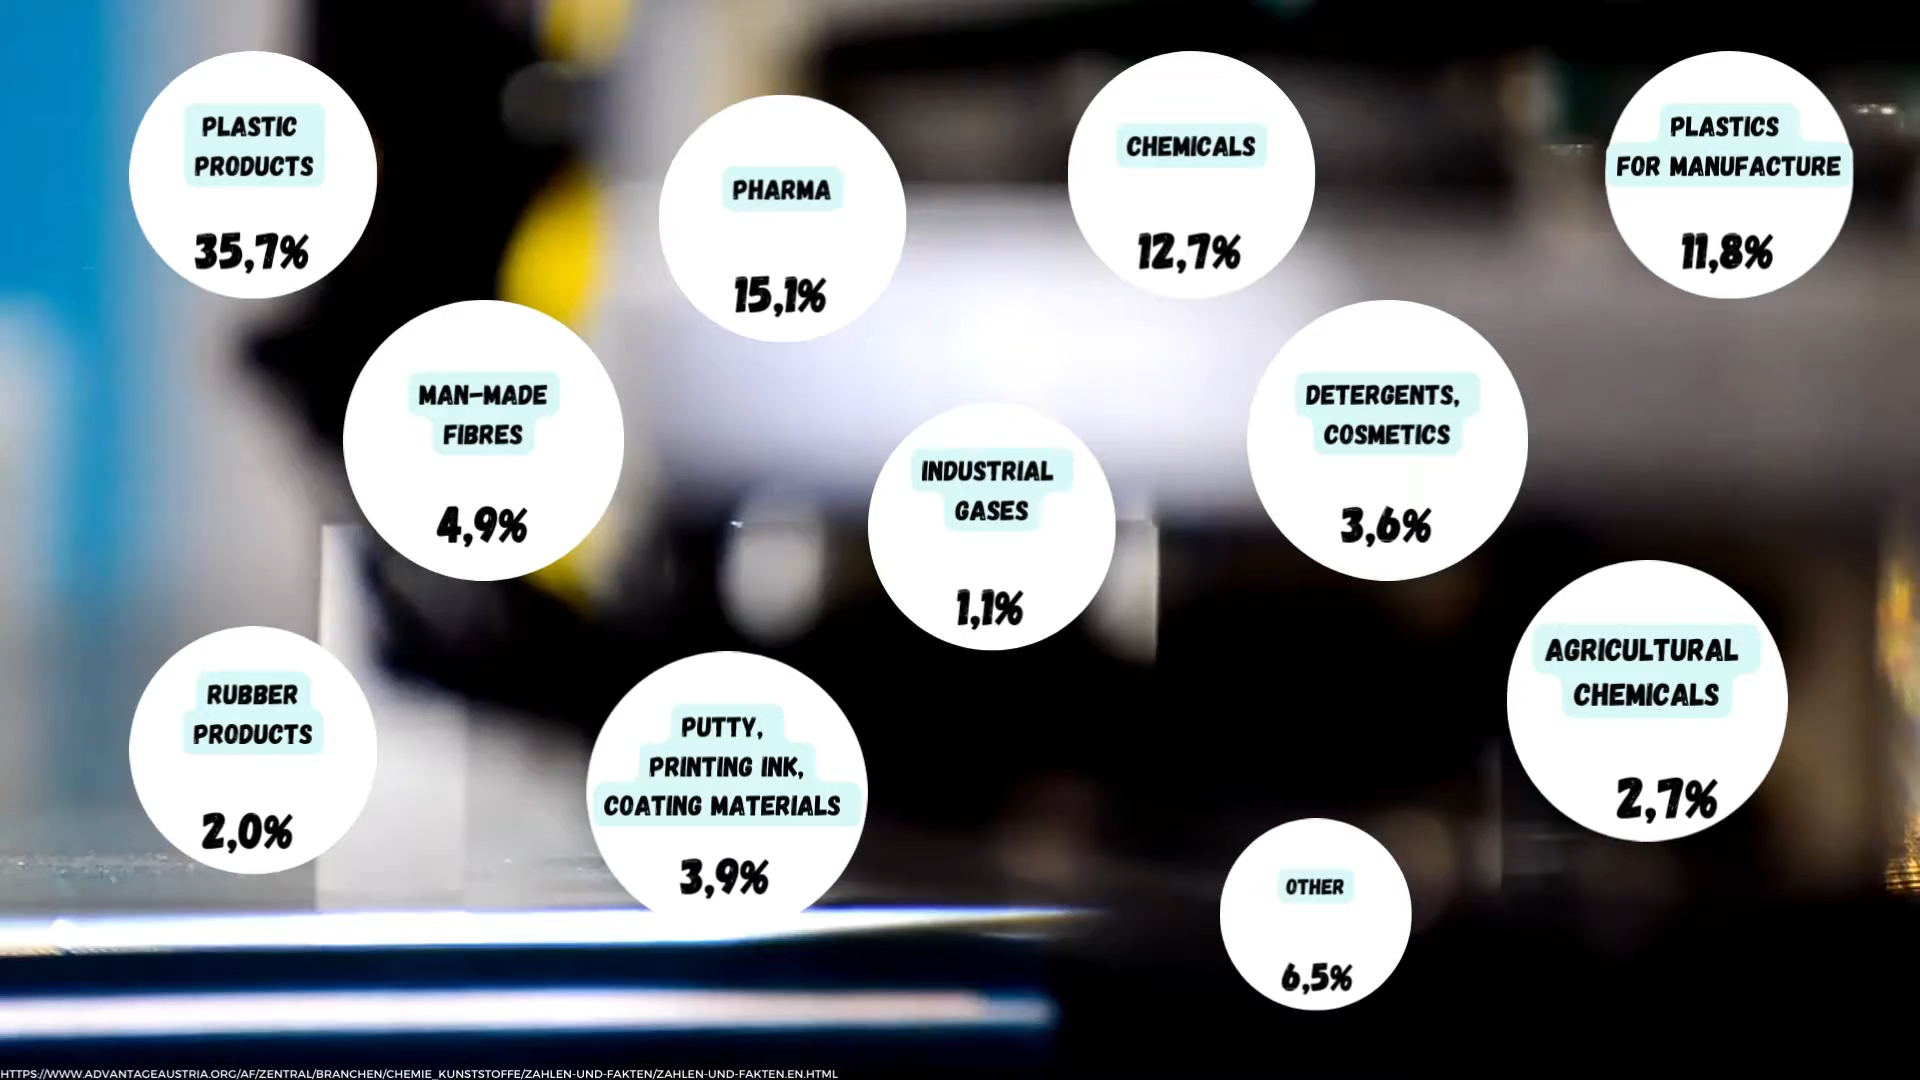 PLASTIC
PRODUCTS
35,7%
PHARMA
15,1%
CHEMICALS
12,7%
PLASTICS
FOR MANUFACTURE
11,8%
MAN-MADE
FIBRES
4,9%
INDUSTRIAL
GASES
1,1%
DETERGENTS,
COSMETICS
3,6%
RUBBER
PRODUCTS
2,0%
PUTTY,
PRINTING INK,
COATING MATERIALS
3,9%
AGRICULTURAL
CHEMICALS
2,7%
OTHER
6,5%
HTTPS://WWW.ADVANTAGEAUSTRIA.ORG/AF/ZENTRAL/BRANCHEN/CHEMIE_KUNSTSTOFFE/ZAHLEN-UND-FAKTEN/ZAHLEN-UND-FAKTEN.EN.HTML